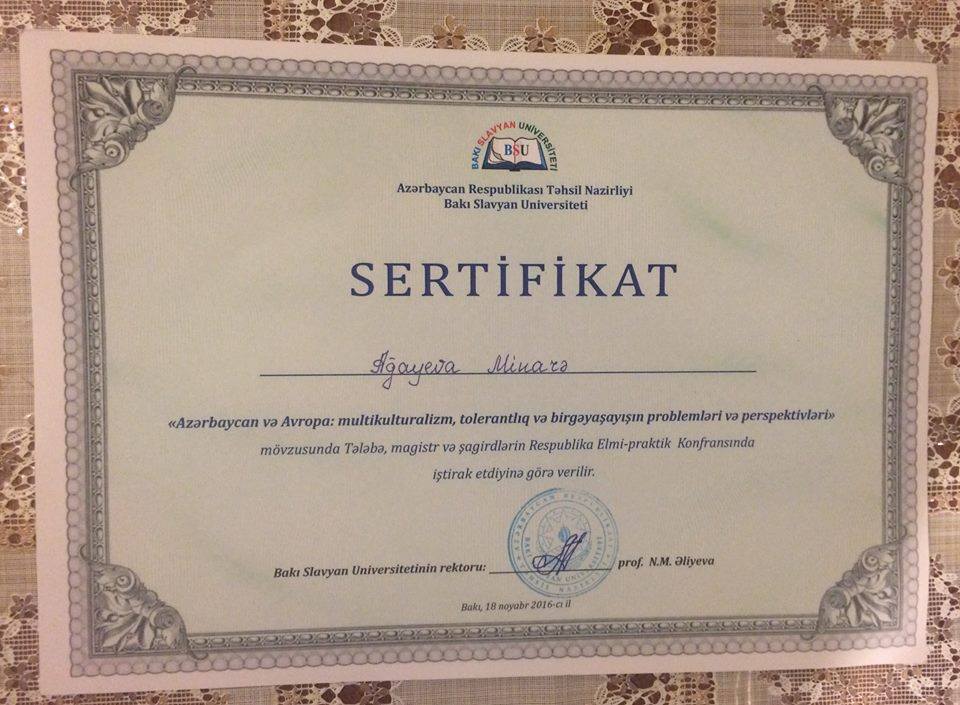 BAKI SLAVYAN UNİVERSİTETİ
BSU
Azərbaycan Respublikası Təhsil Nazirliyi
Bakı Slavyan Universiteti
SERTİFİKAT
Ağayeva Minarə
«Azərbaycan və Avropa: multikulturalizm, tolerantlıq və birgəyaşayışın problemləri və perspektivləri»
mövzusunda Tələbə, magistr və şagirdlərin Respublika Elmi-praktik Konfransında
iştirak etdiyinə görə verilir.
Bakı Slavyan Universitetinin rektoru: prof. N.M. Əliyeva
Bakı, 18 noyabr 2016-cı il